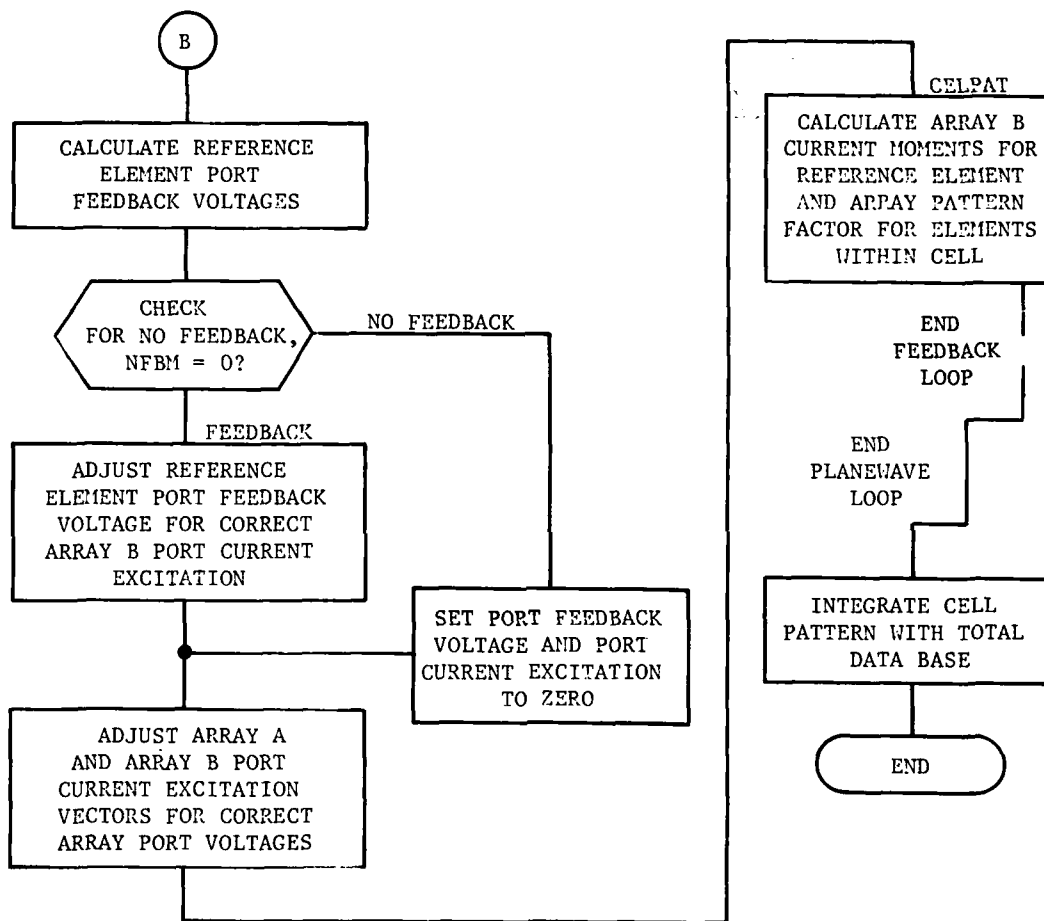 B
CALCULATE REFERENCE
ELEMENT PORT
FEEDBACK VOLTAGES
CHECK
FOR NO FEEDBACK,
NFBM = 0?
NO FEEDBACK
FEEDBACK
ADJUST REFERENCE
ELEMENT PORT FEEDBACK
VOLTAGE FOR CORRECT
ARRAY B PORT CURRENT
EXCITATION
SET PORT FEEDBACK
VOLTAGE AND PORT
CURRENT EXCITATION
TO ZERO
ADJUST ARRAY A
AND ARRAY B PORT
CURRENT EXCITATION
VECTORS FOR CORRECT
ARRAY PORT VOLTAGES
CELPAT
CALCULATE ARRAY B
CURRENT MOMENTS FOR
REFERENCE ELEMENT
AND ARRAY PATTERN
FACTOR FOR ELEMENTS
WITHIN CELL
END
FEEDBACK
LOOP
END
PLANEWAVE
LOOP
INTEGRATE CELL
PATTERN WITH TOTAL
DATA BASE
END